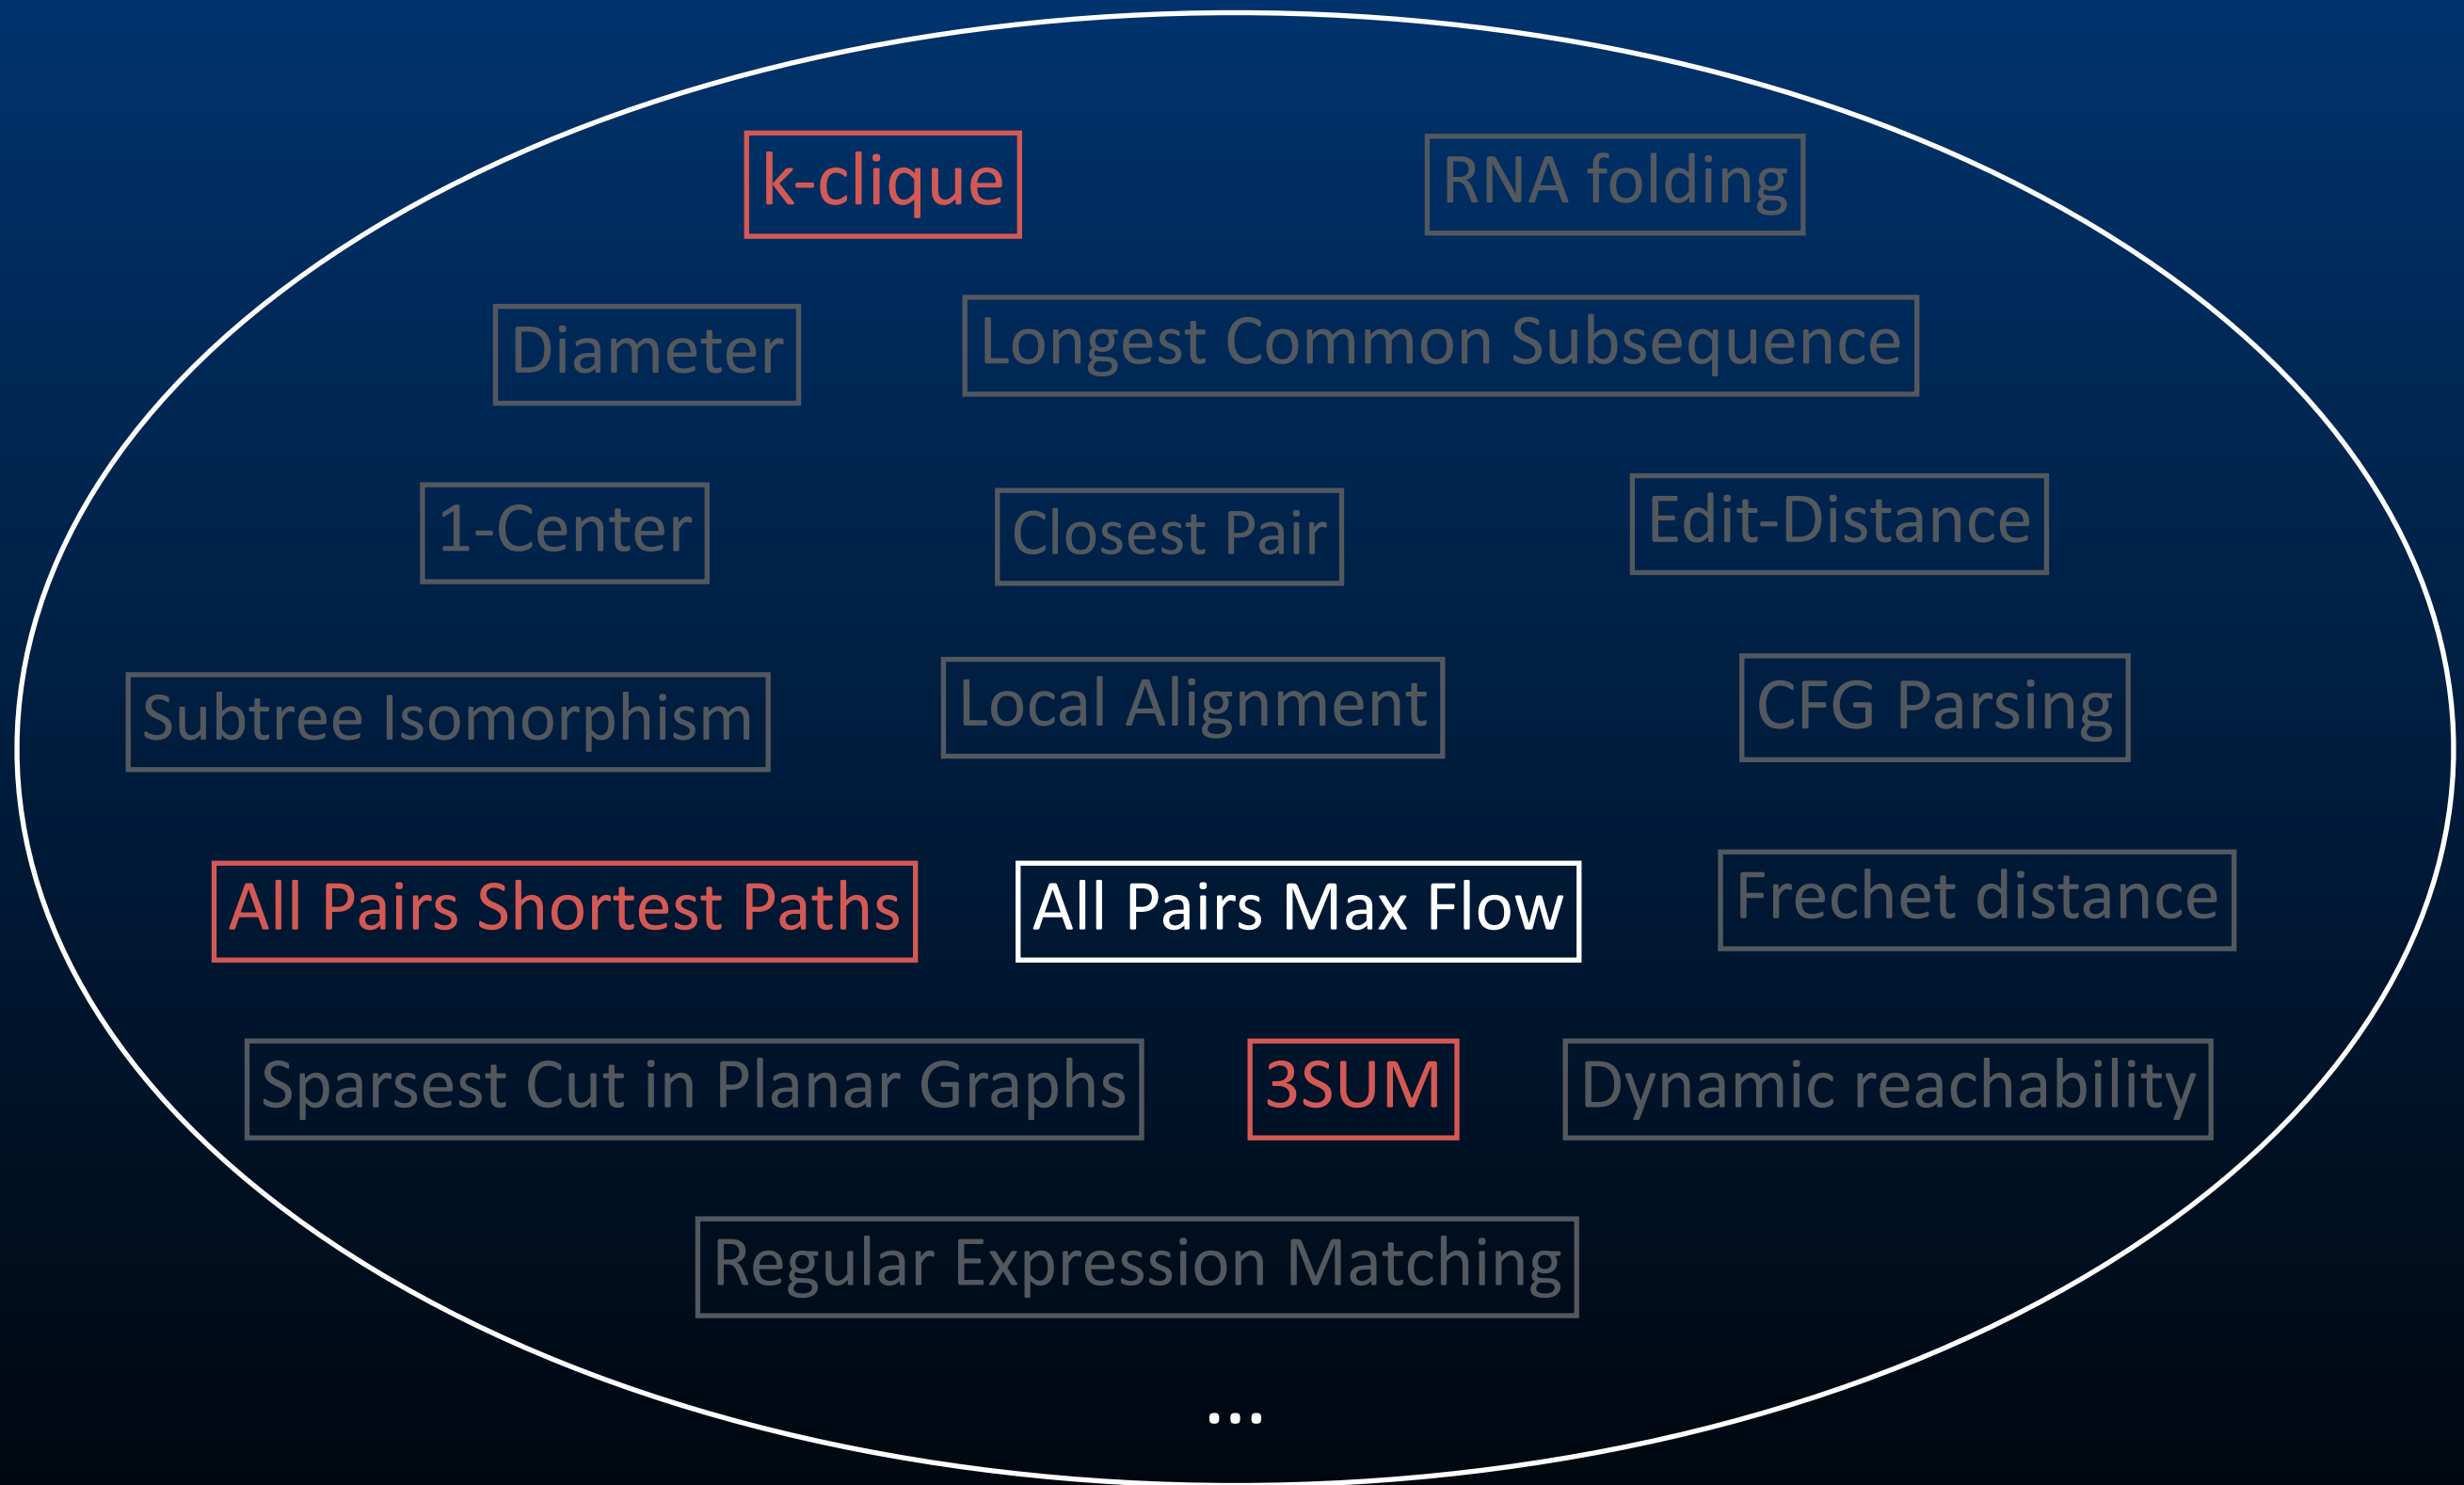 k-clique
RNA folding
Diameter
Longest Common Subsequence
1-Center
Closest Pair
Edit-Distance
Subtree Isomorphism
Local Alignment
CFG Parsing
All Pairs Shortest Paths
All Pairs Max Flow
Frechet distance
Sparsest Cut in Planar Graphs
3SUM
Dynamic reachability
Regular Expression Matching
...